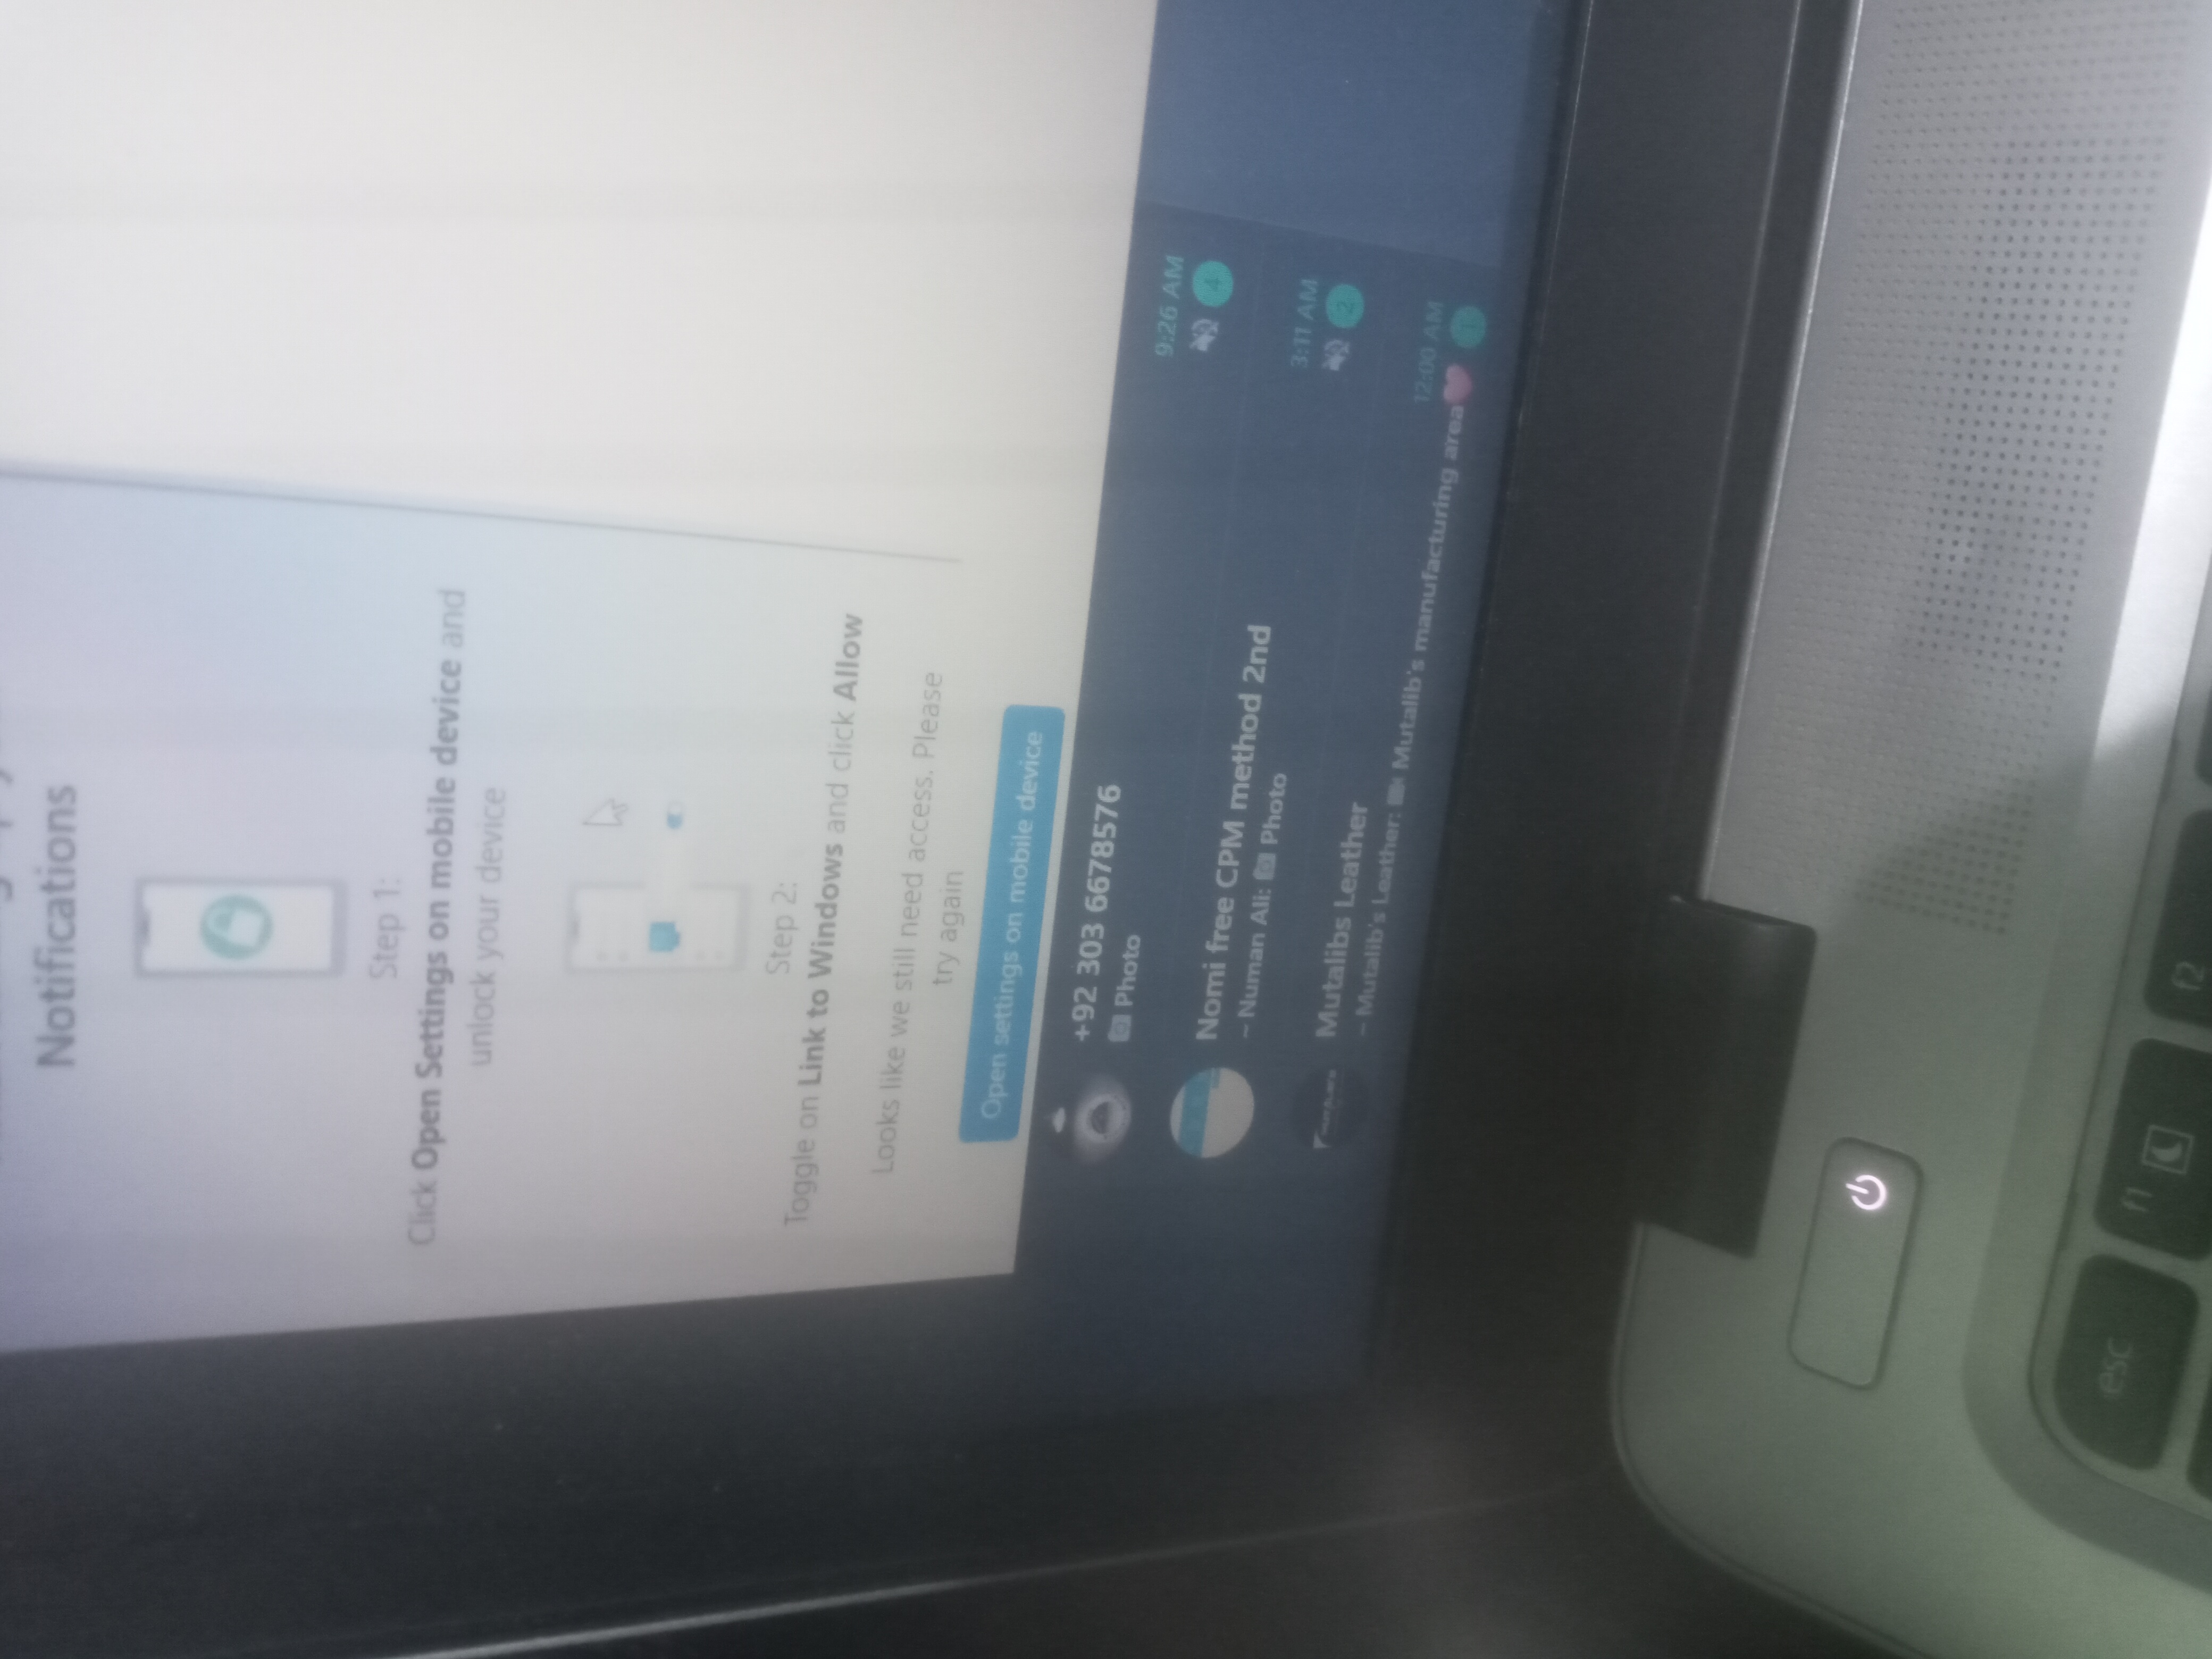 Notifications
Step 1:
Click Open Settings on mobile device and
unlock your device
Step 2:
Toggle on Link to Windows and click Allow
Looks like we still need access. Please
try again
Open settings on mobile device
+92 303 6678576
Photo
9:26 AM
4
Nomi free CPM method 2nd
~ Numan Ali: Photo
3:11 AM
2
Mutalibs Leather
~ Mutalib's Leather: Mutalib's manufacturing area
12:00 AM
1
esc
f1
f2